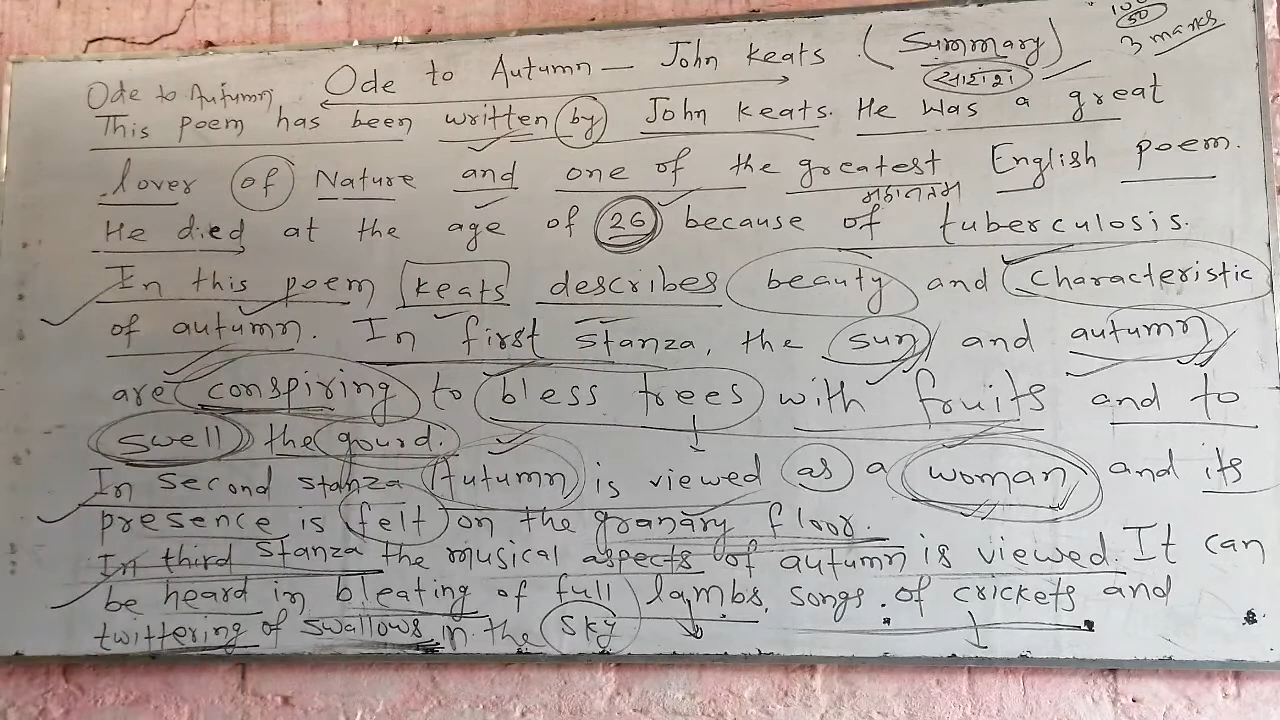 Ode to Autumn — John Keats (Summary)
सारांश
50
3 marks
Ode to Autumn
This poem has been written by John Keats. He was a great
lover of Nature and one of the greatest English poem.
महानतम
He died at the age of 26 because of tuberculosis.
In this poem Keats describes beauty and Characteristic
of autumn. In first stanza, the sun and autumn
are conspiring to bless trees with fruits and to
swell the gourd.
In second stanza Autumn is viewed as a woman and its
presence is felt on the granary floor.
In third stanza the musical aspects of autumn is viewed. It can
be heard in bleating of full lambs, songs of crickets and
twittering of swallows in the sky